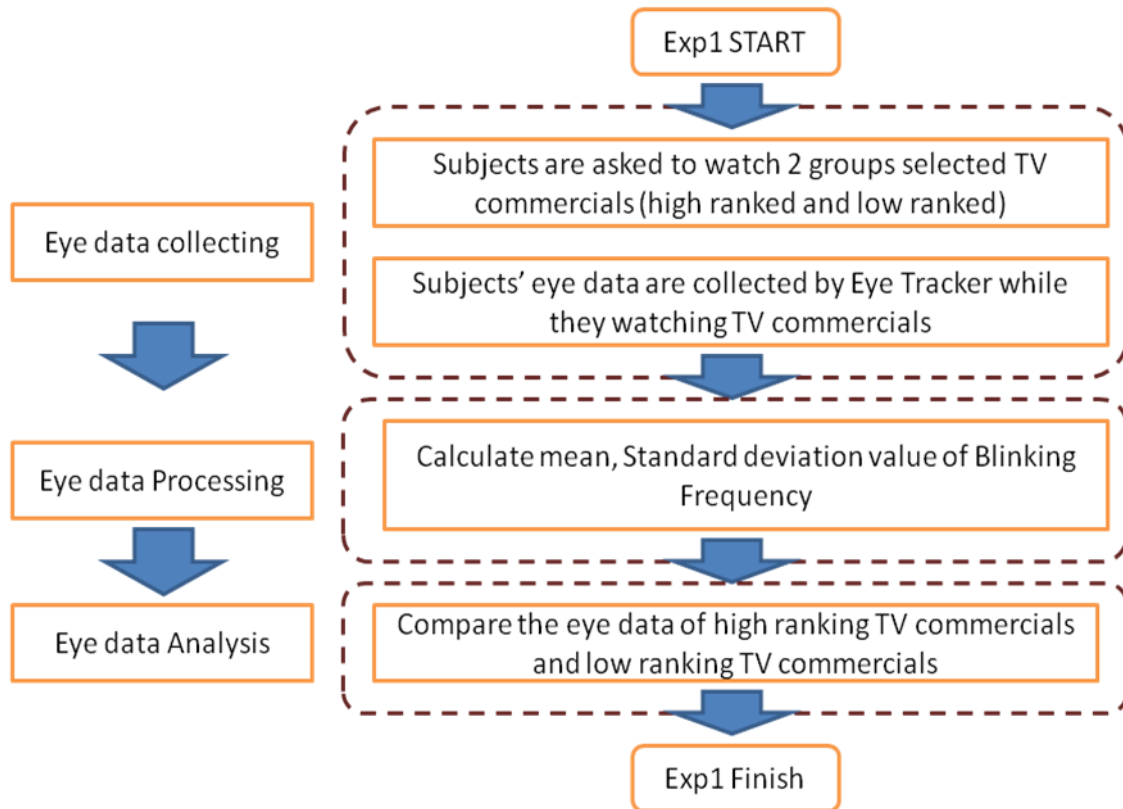 Exp1 START
Subjects are asked to watch 2 groups selected TV
commercials (high ranked and low ranked)
Eye data collecting
Subjects’ eye data are collected by Eye Tracker while
they watching TV commercials
Calculate mean, Standard deviation value of Blinking
Frequency
Eye data Processing
Compare the eye data of high ranking TV commercials
and low ranking TV commercials
Eye data Analysis
Exp1 Finish